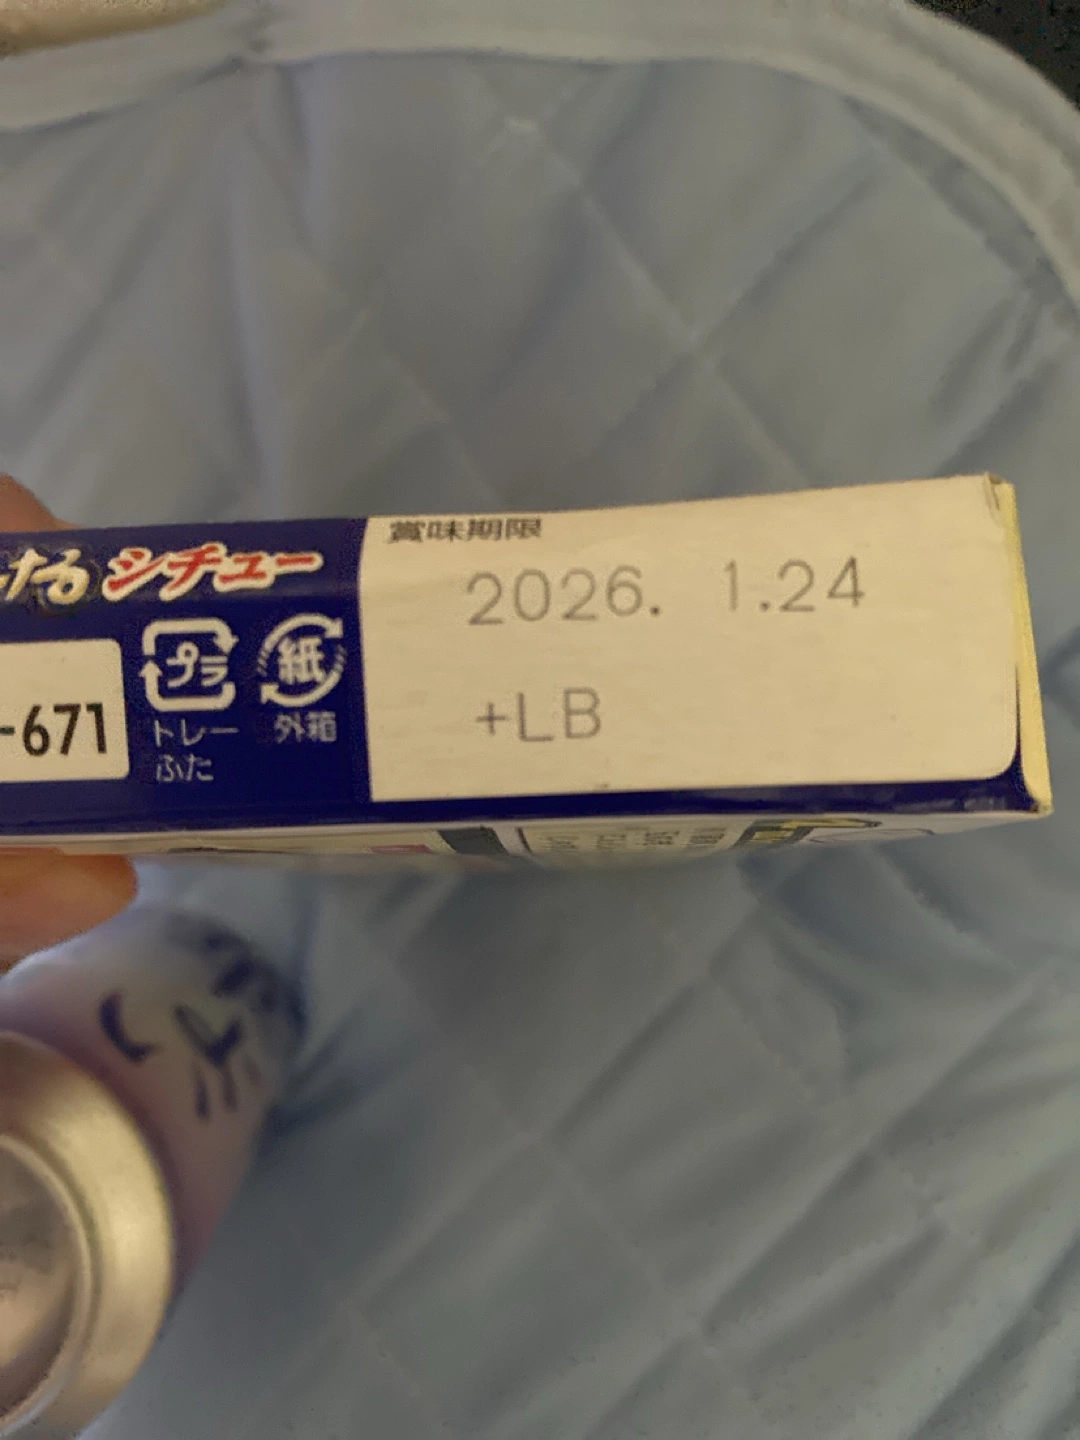 シチュー
賞味期限
2026. 1.24
+LB
-671
プラ
トレー
ふた
紙
外箱